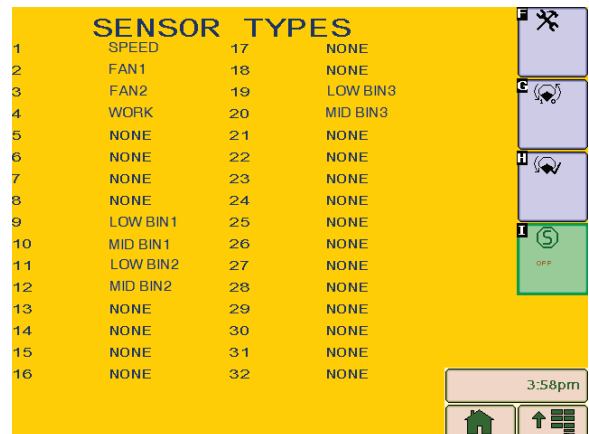 SENSOR TYPES
1 SPEED 17 NONE
2 FAN1 18 NONE
3 FAN2 19 LOW BIN3
4 WORK 20 MID BIN3
5 NONE 21 NONE
6 NONE 22 NONE
7 NONE 23 NONE
8 NONE 24 NONE
9 LOW BIN1 25 NONE
10 MID BIN1 26 NONE
11 LOW BIN2 27 NONE
12 MID BIN2 28 NONE
13 NONE 29 NONE
14 NONE 30 NONE
15 NONE 31 NONE
16 NONE 32 NONE
F
G
1 0
H
I
S
OFF
3:58pm